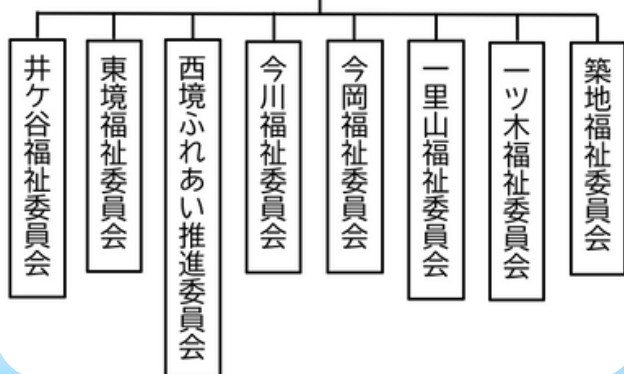 井ケ谷福祉委員会
東境福祉委員会
西境ふれあい推進委員会
今川福祉委員会
今岡福祉委員会
一里山福祉委員会
一ツ木福祉委員会
築地福祉委員会